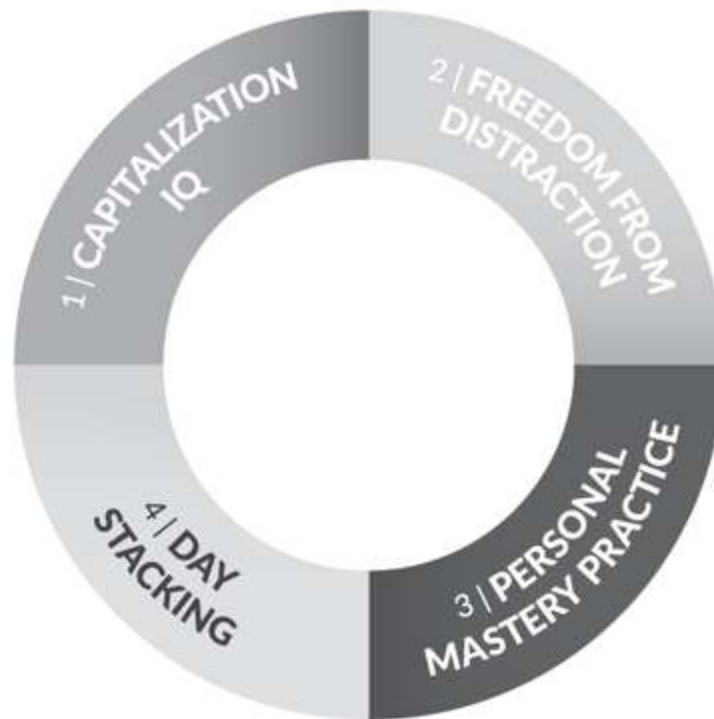 1 | CAPITALIZATION
IQ
2 | FREEDOM FROM
DISTRACTION
3 | PERSONAL
MASTERY PRACTICE
4 | DAY
STACKING